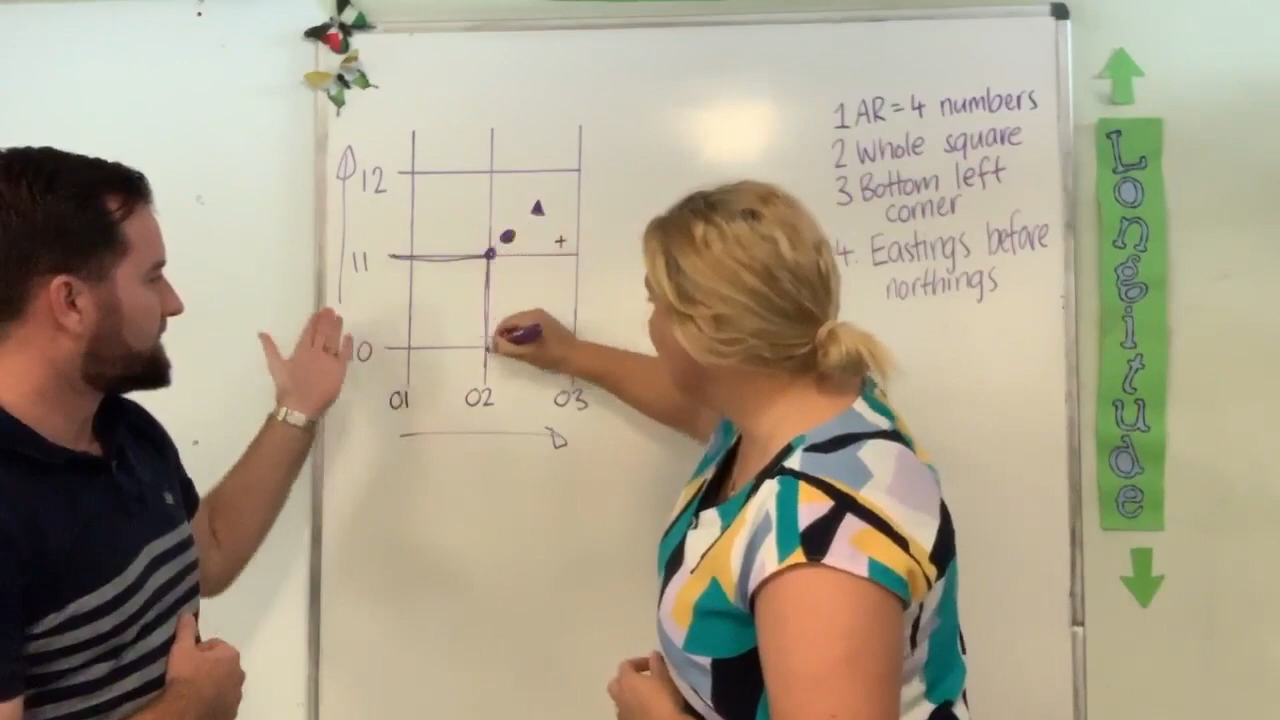 1 AR = 4 numbers
2 Whole square
3 Bottom left
corner
4. Eastings before
northings
12
11
0
01 02 03
+
Longitude